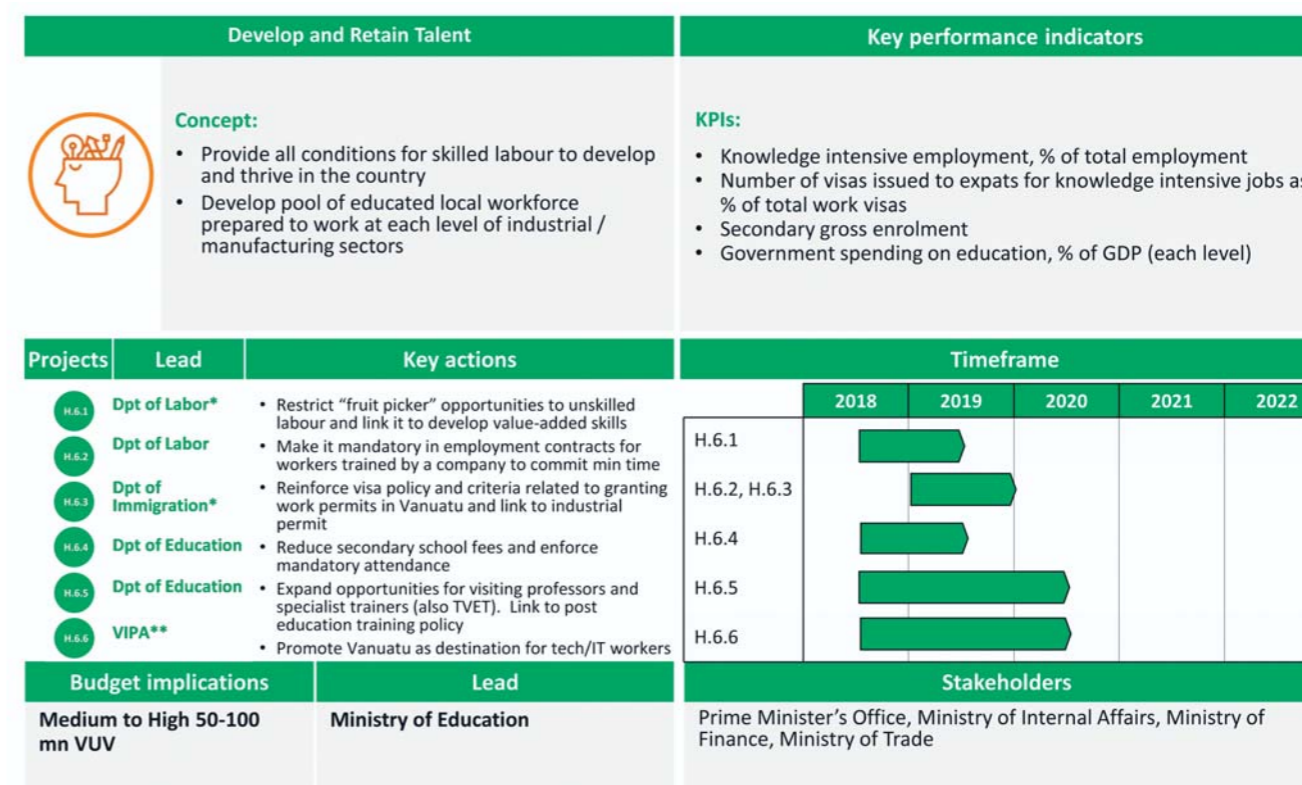 Develop and Retain Talent
Key performance indicators
Concept:
• Provide all conditions for skilled labour to develop
and thrive in the country
• Develop pool of educated local workforce
prepared to work at each level of industrial /
manufacturing sectors
KPIs:
• Knowledge intensive employment, % of total employment
• Number of visas issued to expats for knowledge intensive jobs as
% of total work visas
• Secondary gross enrolment
• Government spending on education, % of GDP (each level)
Projects
Lead
Key actions
H.6.1
Dpt of Labor*
• Restrict “fruit picker” opportunities to unskilled
labour and link it to develop value-added skills
H.6.2
Dpt of Labor
• Make it mandatory in employment contracts for
workers trained by a company to commit min time
H.6.3
Dpt of
Immigration*
• Reinforce visa policy and criteria related to granting
work permits in Vanuatu and link to industrial
permit
H.6.4
Dpt of Education
• Reduce secondary school fees and enforce
mandatory attendance
H.6.5
Dpt of Education
• Expand opportunities for visiting professors and
specialist trainers (also TVET).  Link to post
education training policy
H.6.6
VIPA**
• Promote Vanuatu as destination for tech/IT workers
Timeframe
2018 2019 2020 2021 2022
H.6.1
H.6.2, H.6.3
H.6.4
H.6.5
H.6.6
Budget implications
Lead
Stakeholders
Medium to High 50-100
mn VUV
Ministry of Education
Prime Minister’s Office, Ministry of Internal Affairs, Ministry of
Finance, Ministry of Trade